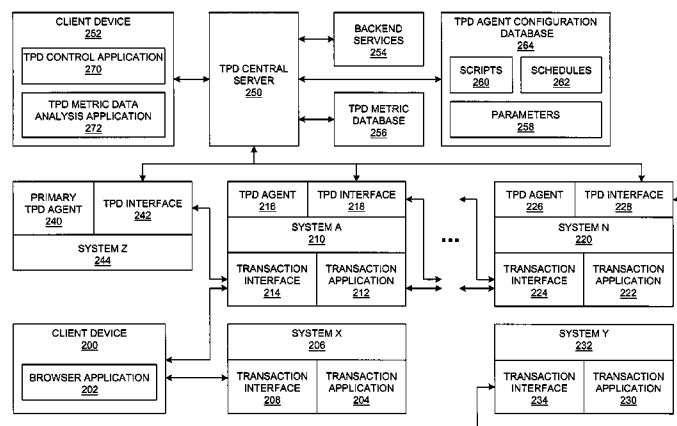 CLIENT DEVICE
252
TPD CONTROL APPLICATION
270
TPD METRIC DATA
ANALYSIS APPLICATION
272
TPD CENTRAL
SERVER
250
BACKEND
SERVICES
254
TPD METRIC
DATABASE
256
TPD AGENT CONFIGURATION
DATABASE
264
SCRIPTS
260
SCHEDULES
262
PARAMETERS
258
PRIMARY
TPD AGENT
240
TPD INTERFACE
242
SYSTEM Z
244
TPD AGENT
216
TPD INTERFACE
218
SYSTEM A
210
TRANSACTION
INTERFACE
214
TRANSACTION
APPLICATION
212
...
TPD AGENT
226
TPD INTERFACE
228
SYSTEM N
220
TRANSACTION
INTERFACE
224
TRANSACTION
APPLICATION
222
CLIENT DEVICE
200
BROWSER APPLICATION
202
SYSTEM X
206
TRANSACTION
INTERFACE
208
TRANSACTION
APPLICATION
204
SYSTEM Y
232
TRANSACTION
INTERFACE
234
TRANSACTION
APPLICATION
230